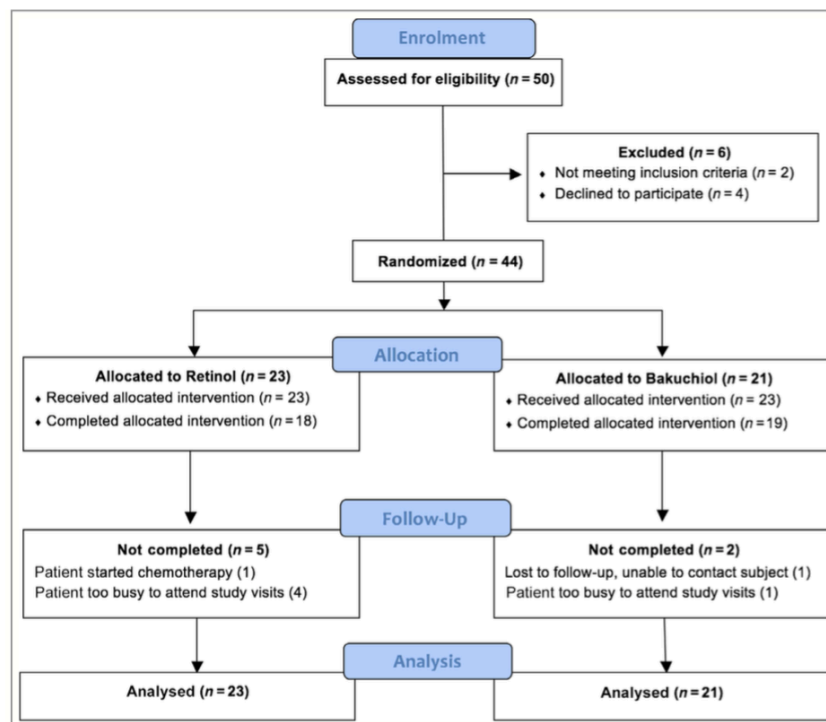 Enrolment
Assessed for eligibility (n = 50)
Excluded (n = 6)
♦ Not meeting inclusion criteria (n = 2)
♦ Declined to participate (n = 4)
Randomized (n = 44)
Allocation
Allocated to Retinol (n = 23)
♦ Received allocated intervention (n = 23)
♦ Completed allocated intervention (n = 18)
Allocated to Bakuchiol (n = 21)
♦ Received allocated intervention (n = 23)
♦ Completed allocated intervention (n = 19)
Follow-Up
Not completed (n = 5)
Patient started chemotherapy (1)
Patient too busy to attend study visits (4)
Not completed (n = 2)
Lost to follow-up, unable to contact subject (1)
Patient too busy to attend study visits (1)
Analysis
Analysed (n = 23)
Analysed (n = 21)